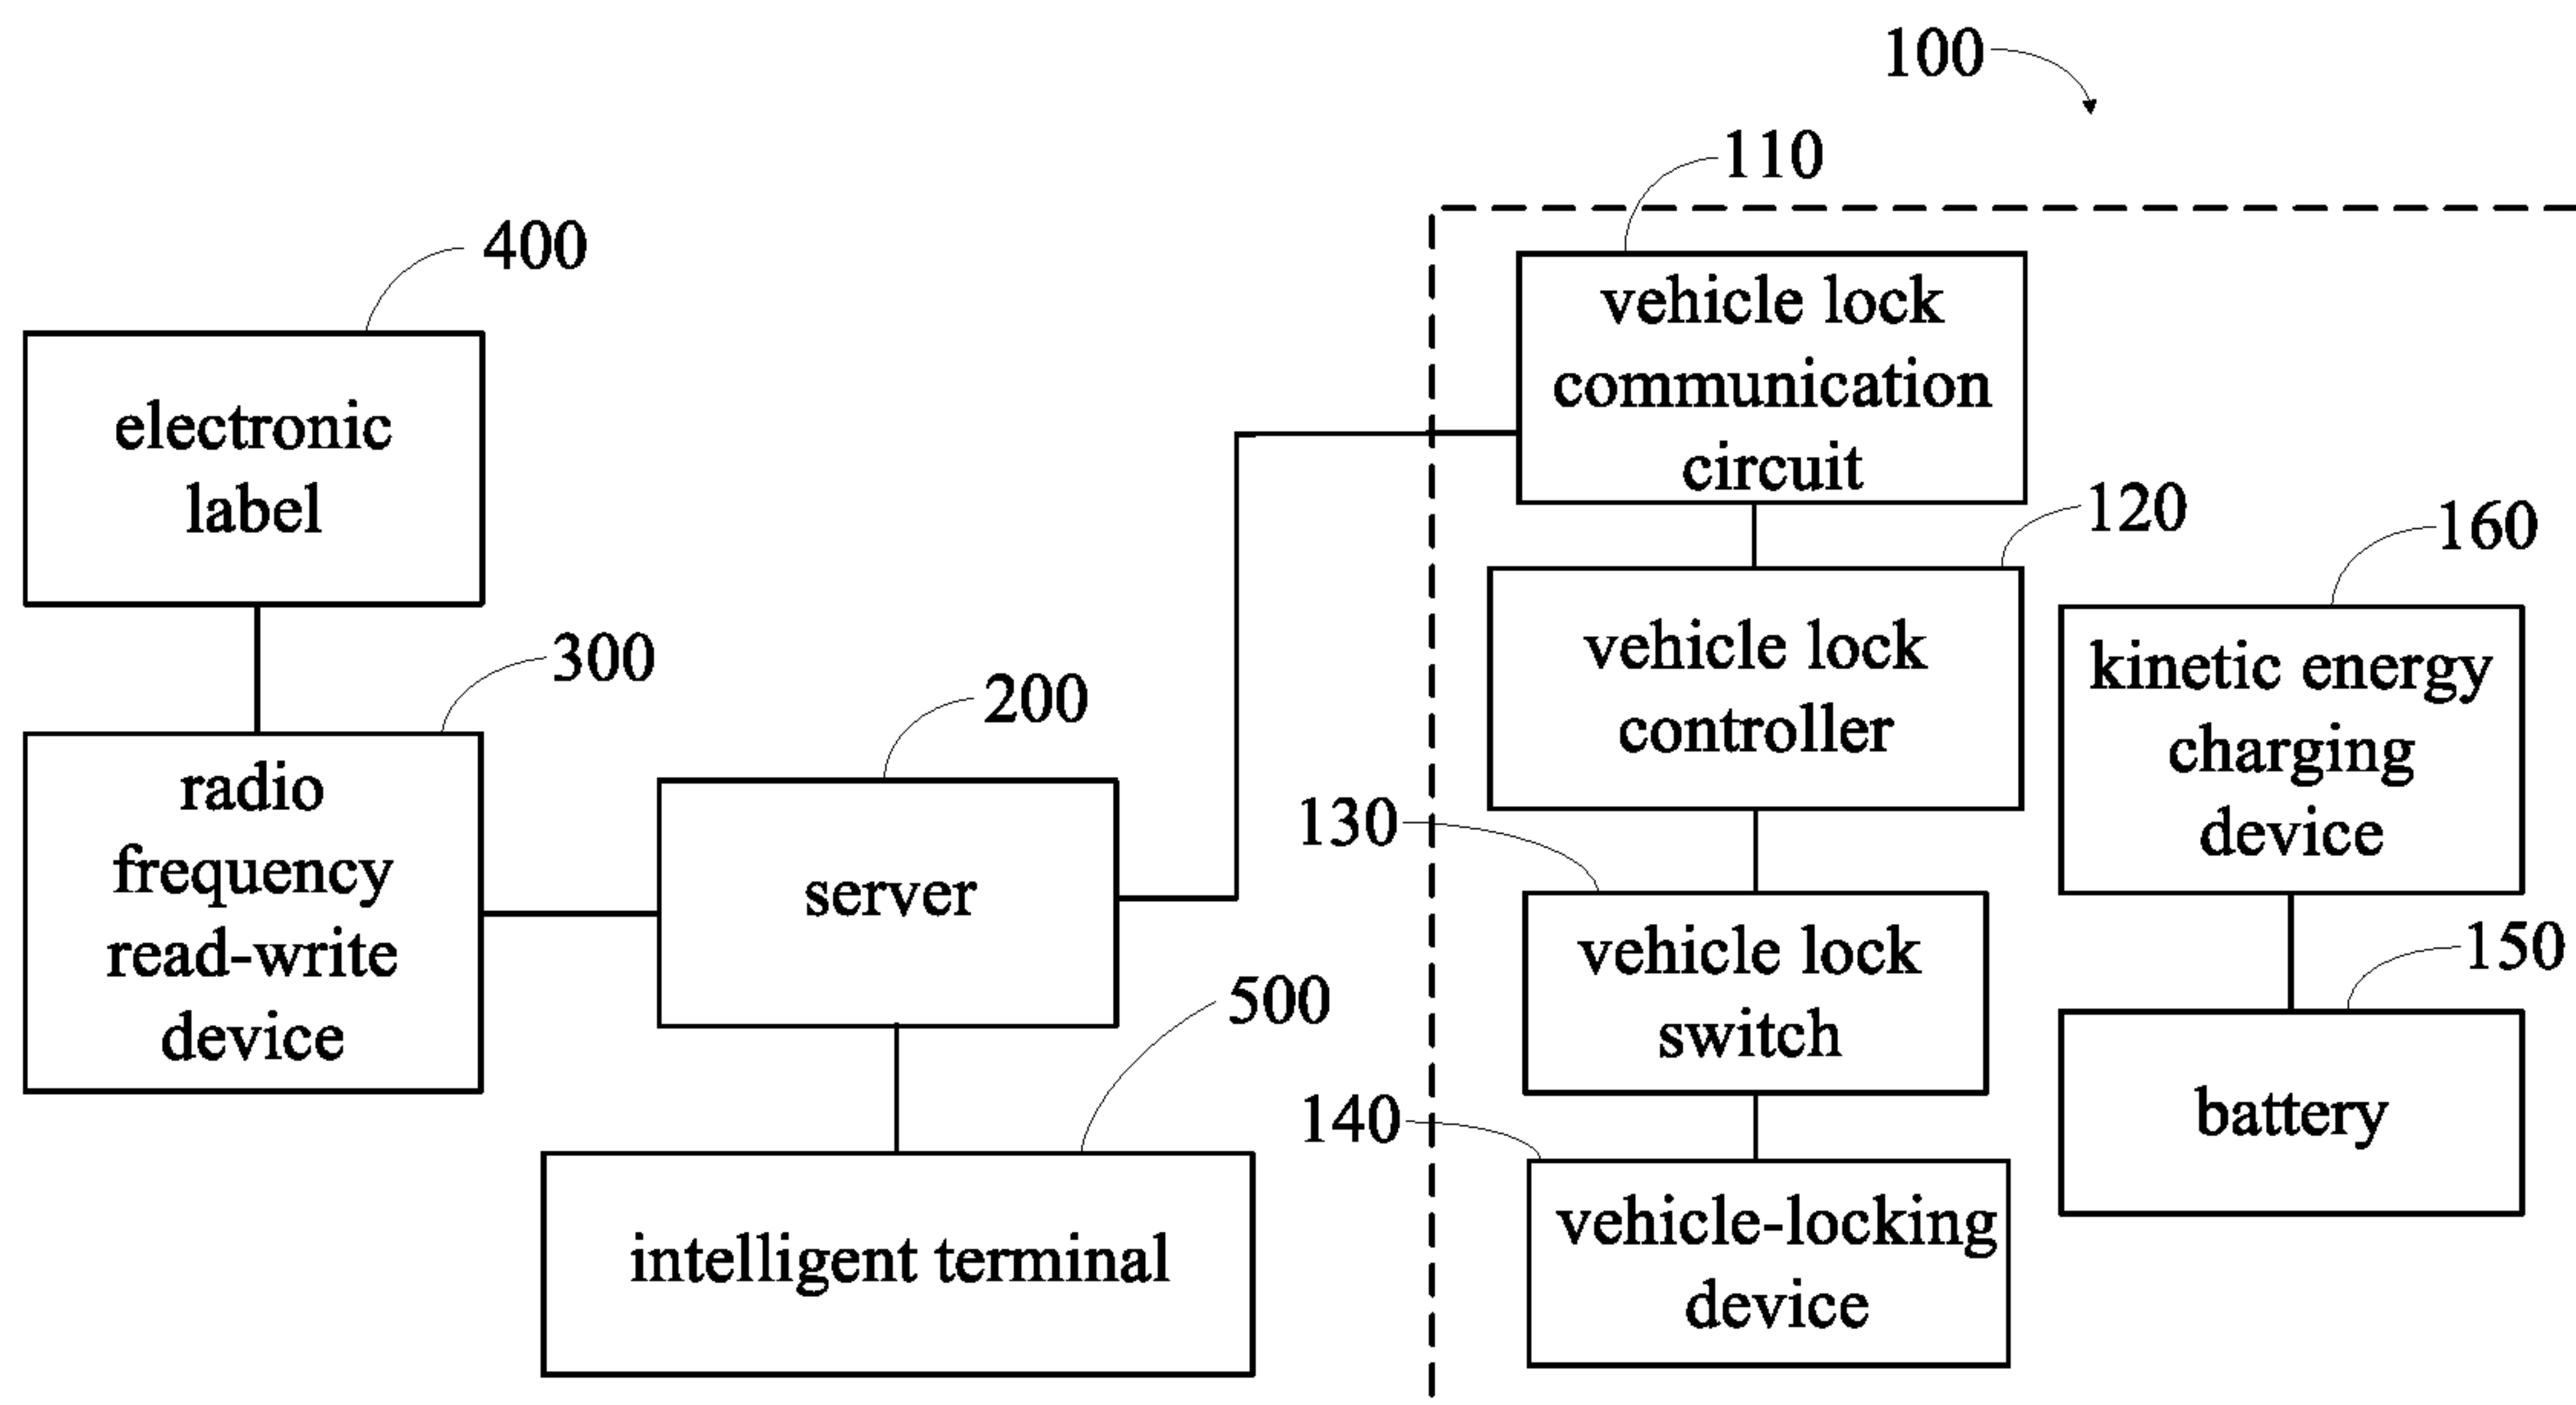 100
110
400
vehicle lock
communication
circuit
electronic
label
120
160
300
vehicle lock
controller
kinetic energy
charging
device
200
radio
frequency
read-write
device
130
server
vehicle lock
switch
150
500
140
battery
intelligent terminal
vehicle-locking
device